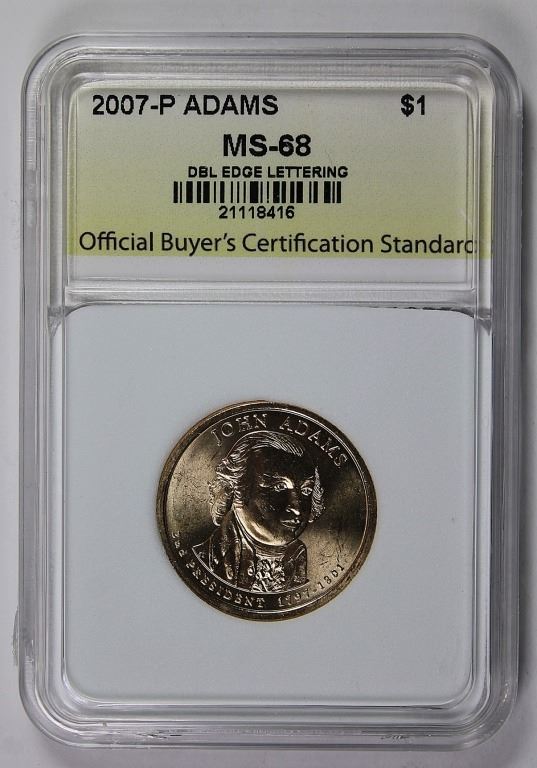 2007-P ADAMS $1
MS-68
DBL EDGE LETTERING
21118416
Official Buyer's Certification Standard
JOHN ADAMS
2nd PRESIDENT 1797-1801